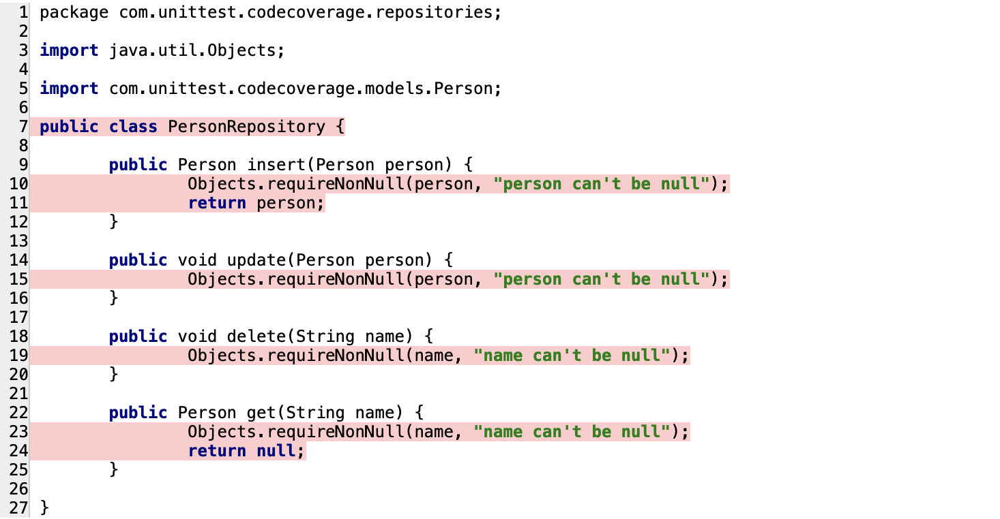 1 package com.unittest.codecoverage.repositories;
2
3 import java.util.Objects;
4
5 import com.unittest.codecoverage.models.Person;
6
7 public class PersonRepository {
8
9 public Person insert(Person person) {
10 Objects.requireNonNull(person, "person can't be null");
11 return person;
12 }
13
14 public void update(Person person) {
15 Objects.requireNonNull(person, "person can't be null");
16 }
17
18 public void delete(String name) {
19 Objects.requireNonNull(name, "name can't be null");
20 }
21
22 public Person get(String name) {
23 Objects.requireNonNull(name, "name can't be null");
24 return null;
25 }
26
27 }